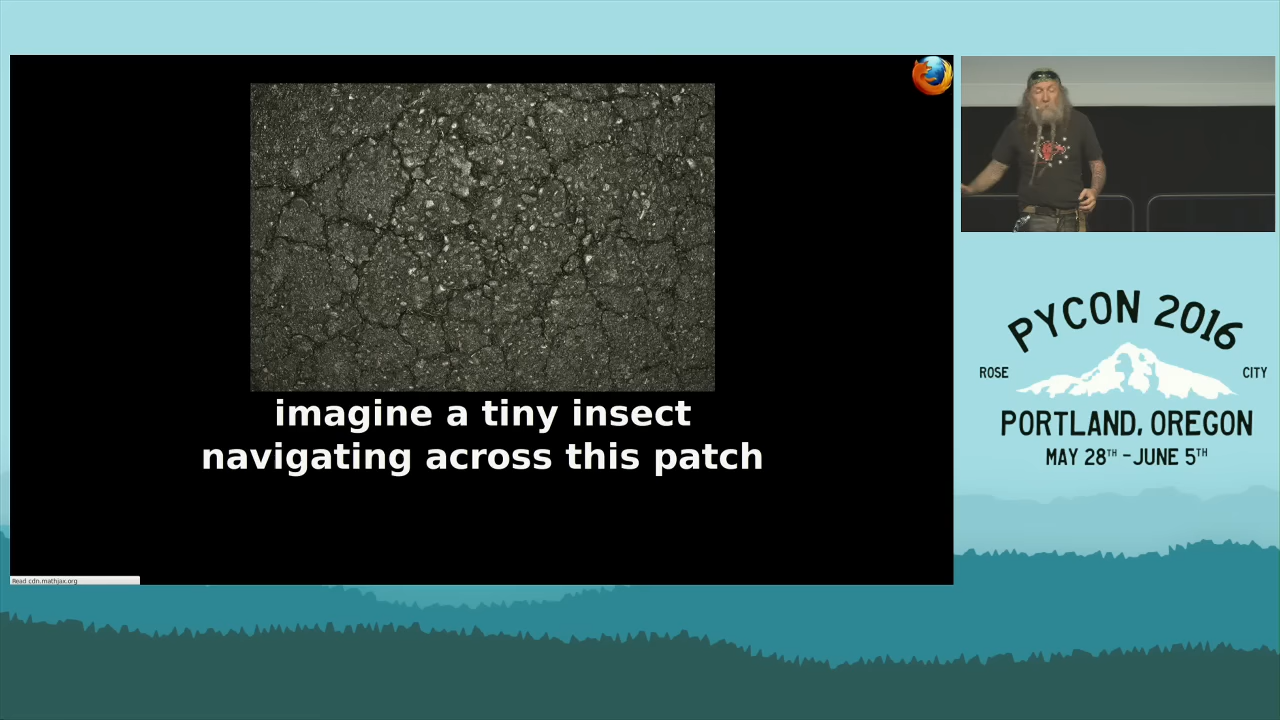 imagine a tiny insect
navigating across this patch
Read cdn.mathjax.org
PYCON 2016
ROSE CITY
PORTLAND, OREGON
MAY 28TH - JUNE 5TH